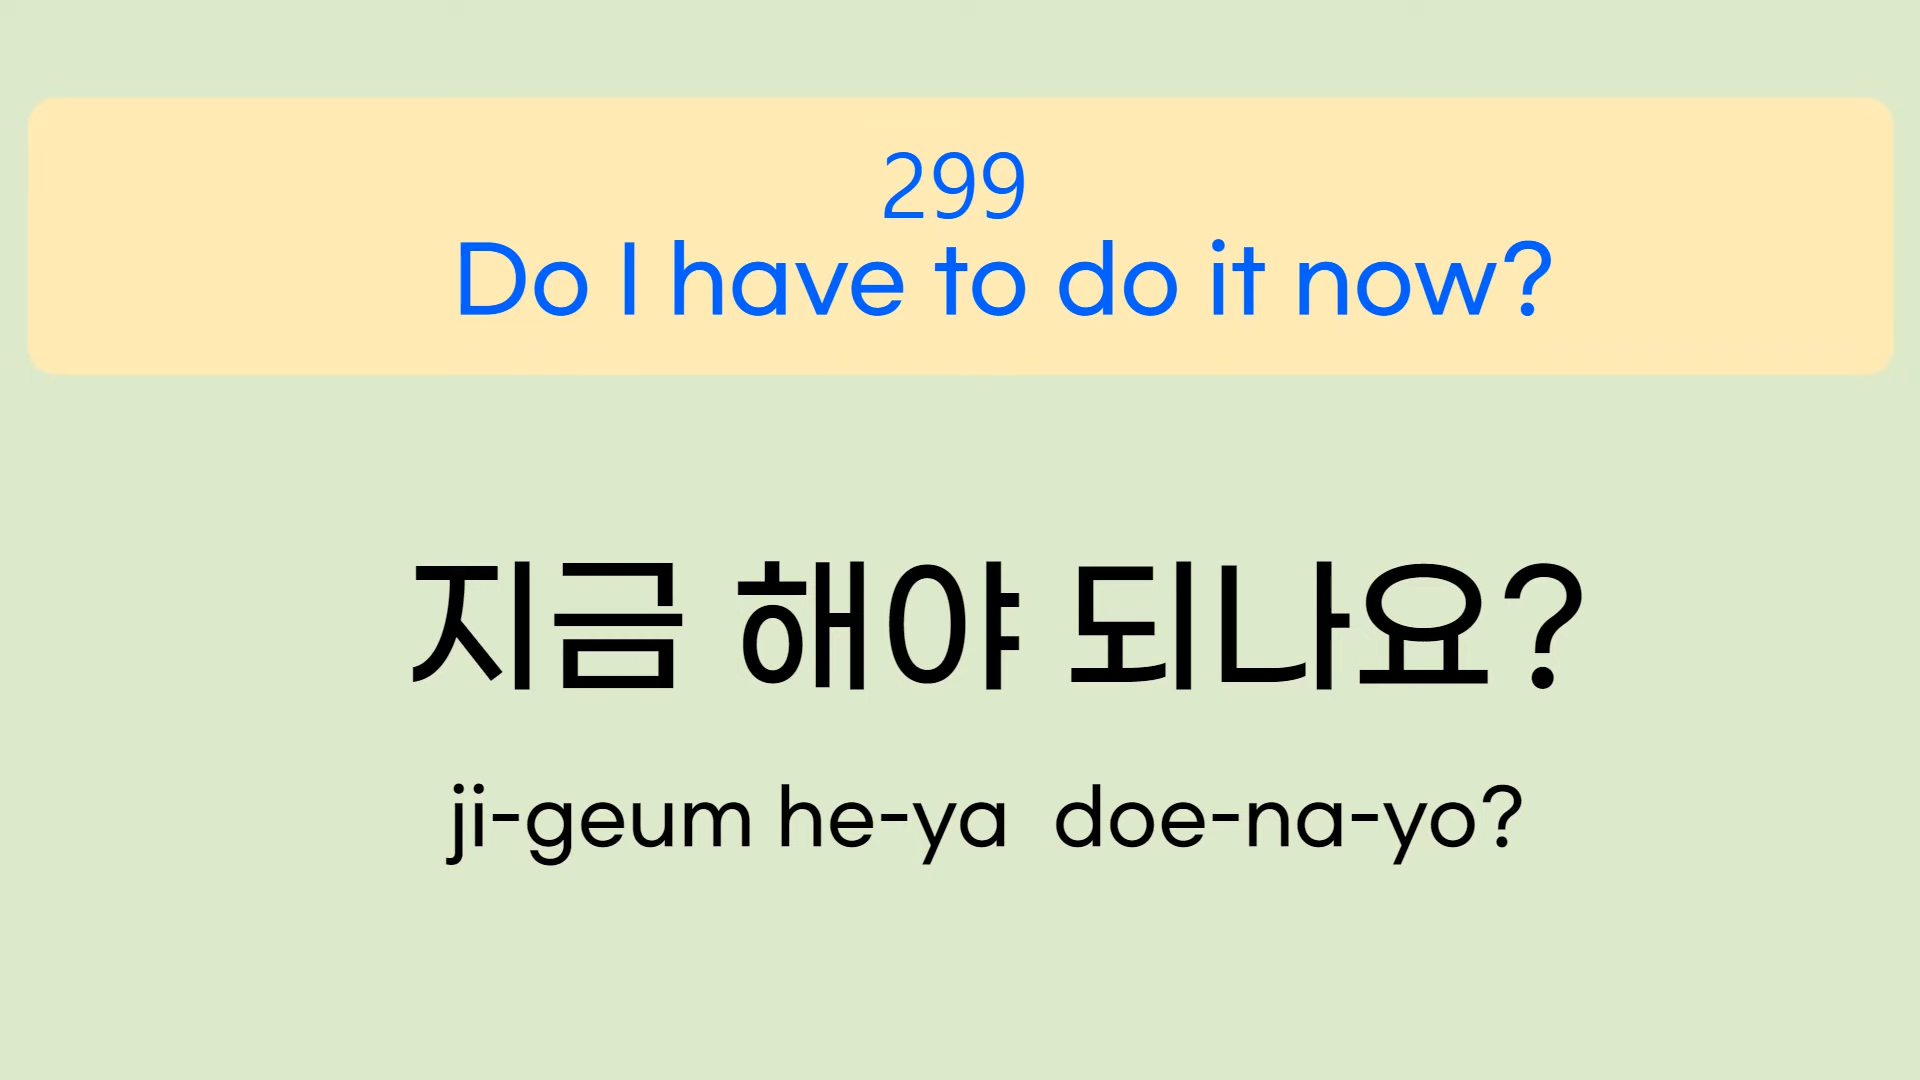 299
Do I have to do it now?
지금 해야 되나요?
ji-geum he-ya doe-na-yo?